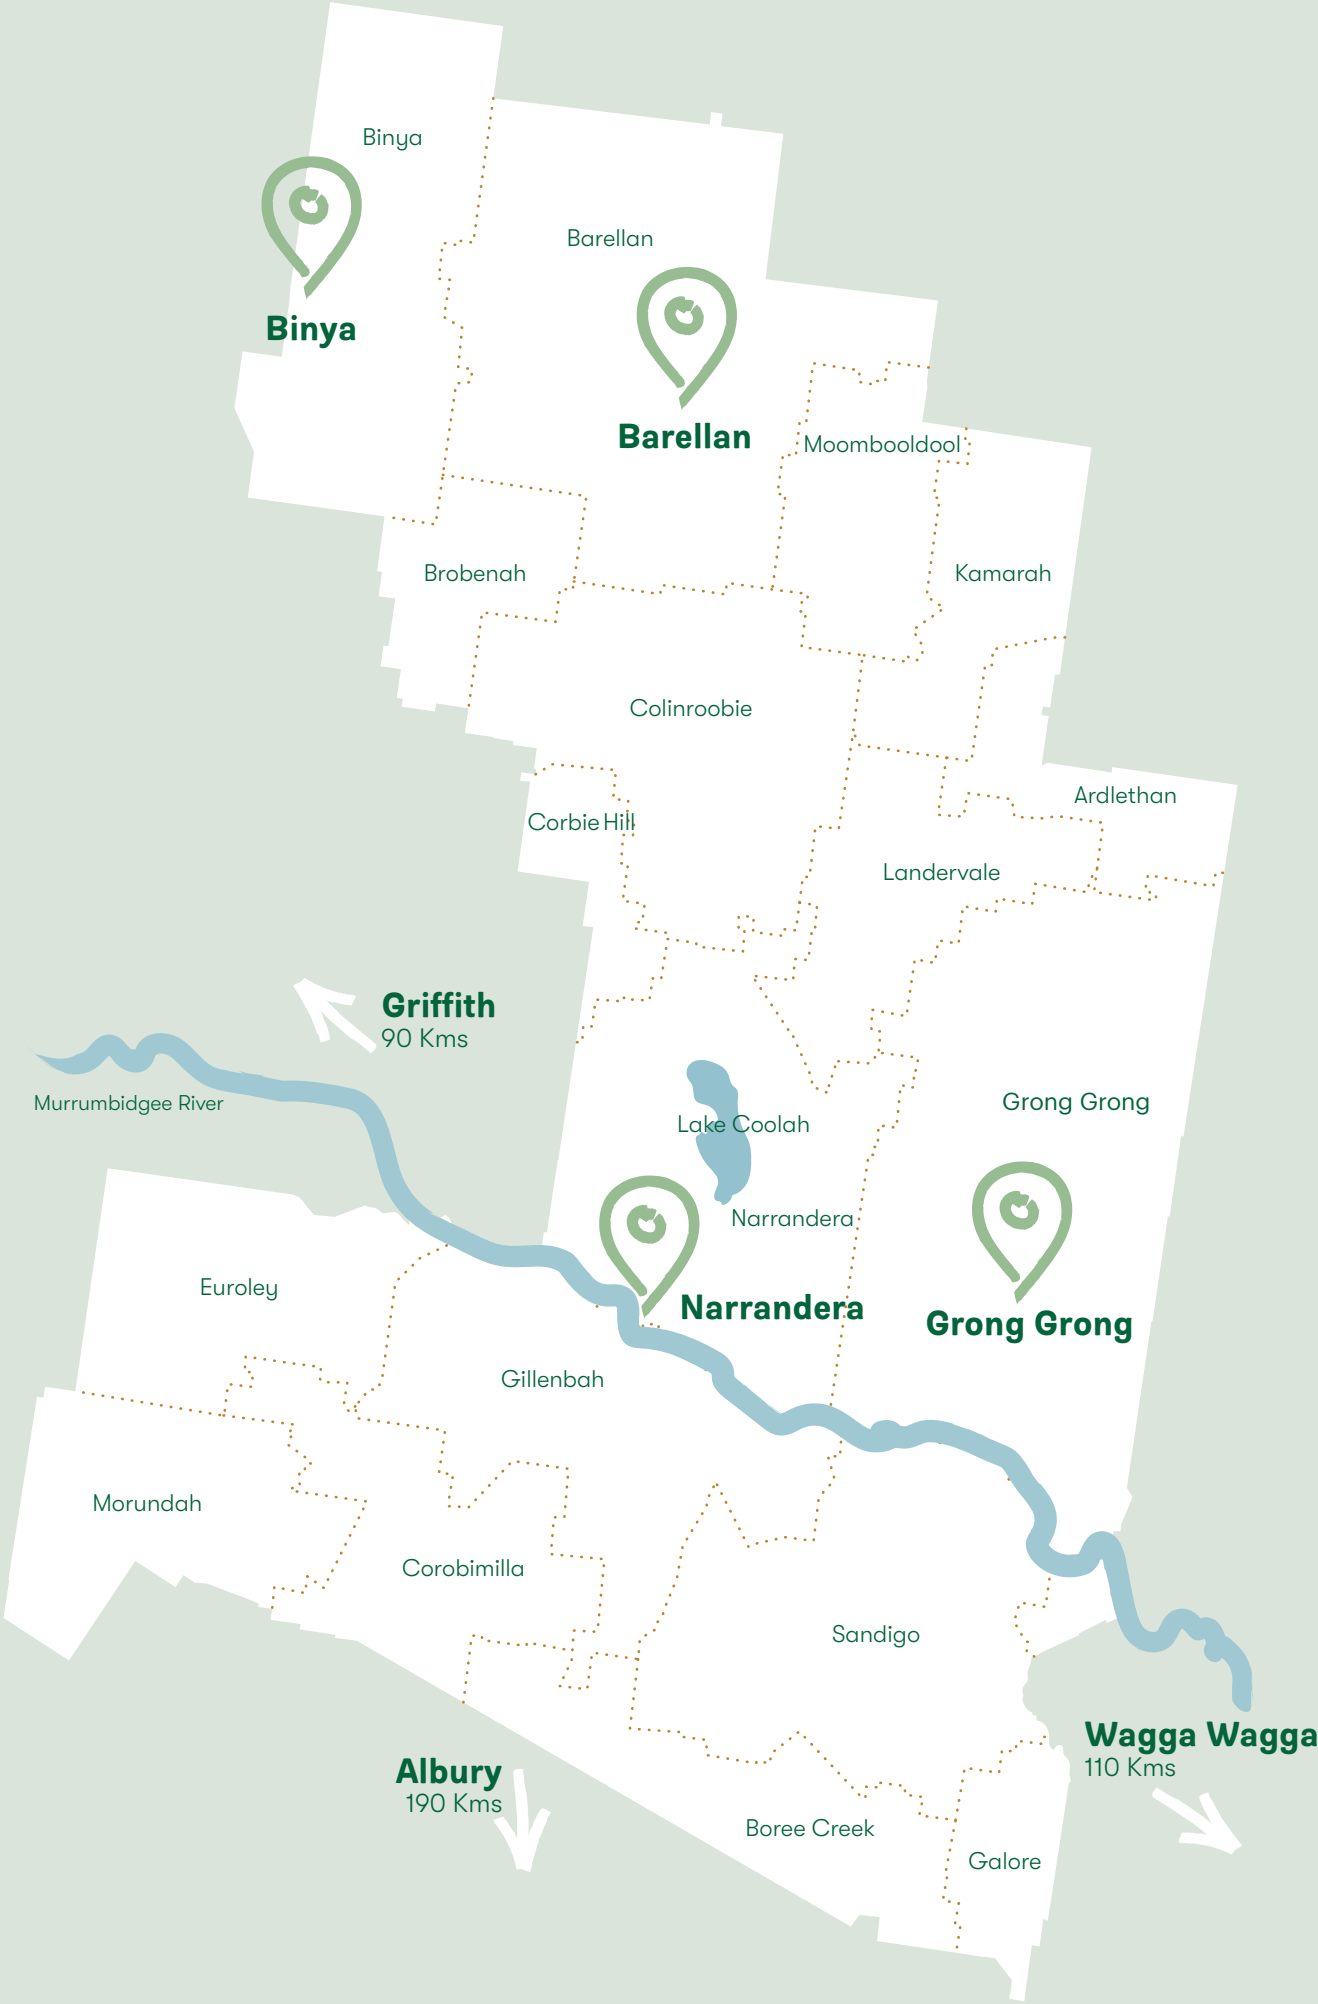 Binya
Binya
Barellan
Barellan
Moombooldool
Brobenah
Kamarah
Colinroobie
Ardlethan
Corbie Hill
Landervale
Griffith
90 Kms
Murrumbidgee River
Grong Grong
Lake Coolah
Narrandera
Euroley
Narrandera
Grong Grong
Gillenbah
Morundah
Corobimilla
Sandigo
Wagga Wagga
110 Kms
Albury
190 Kms
Boree Creek
Galore